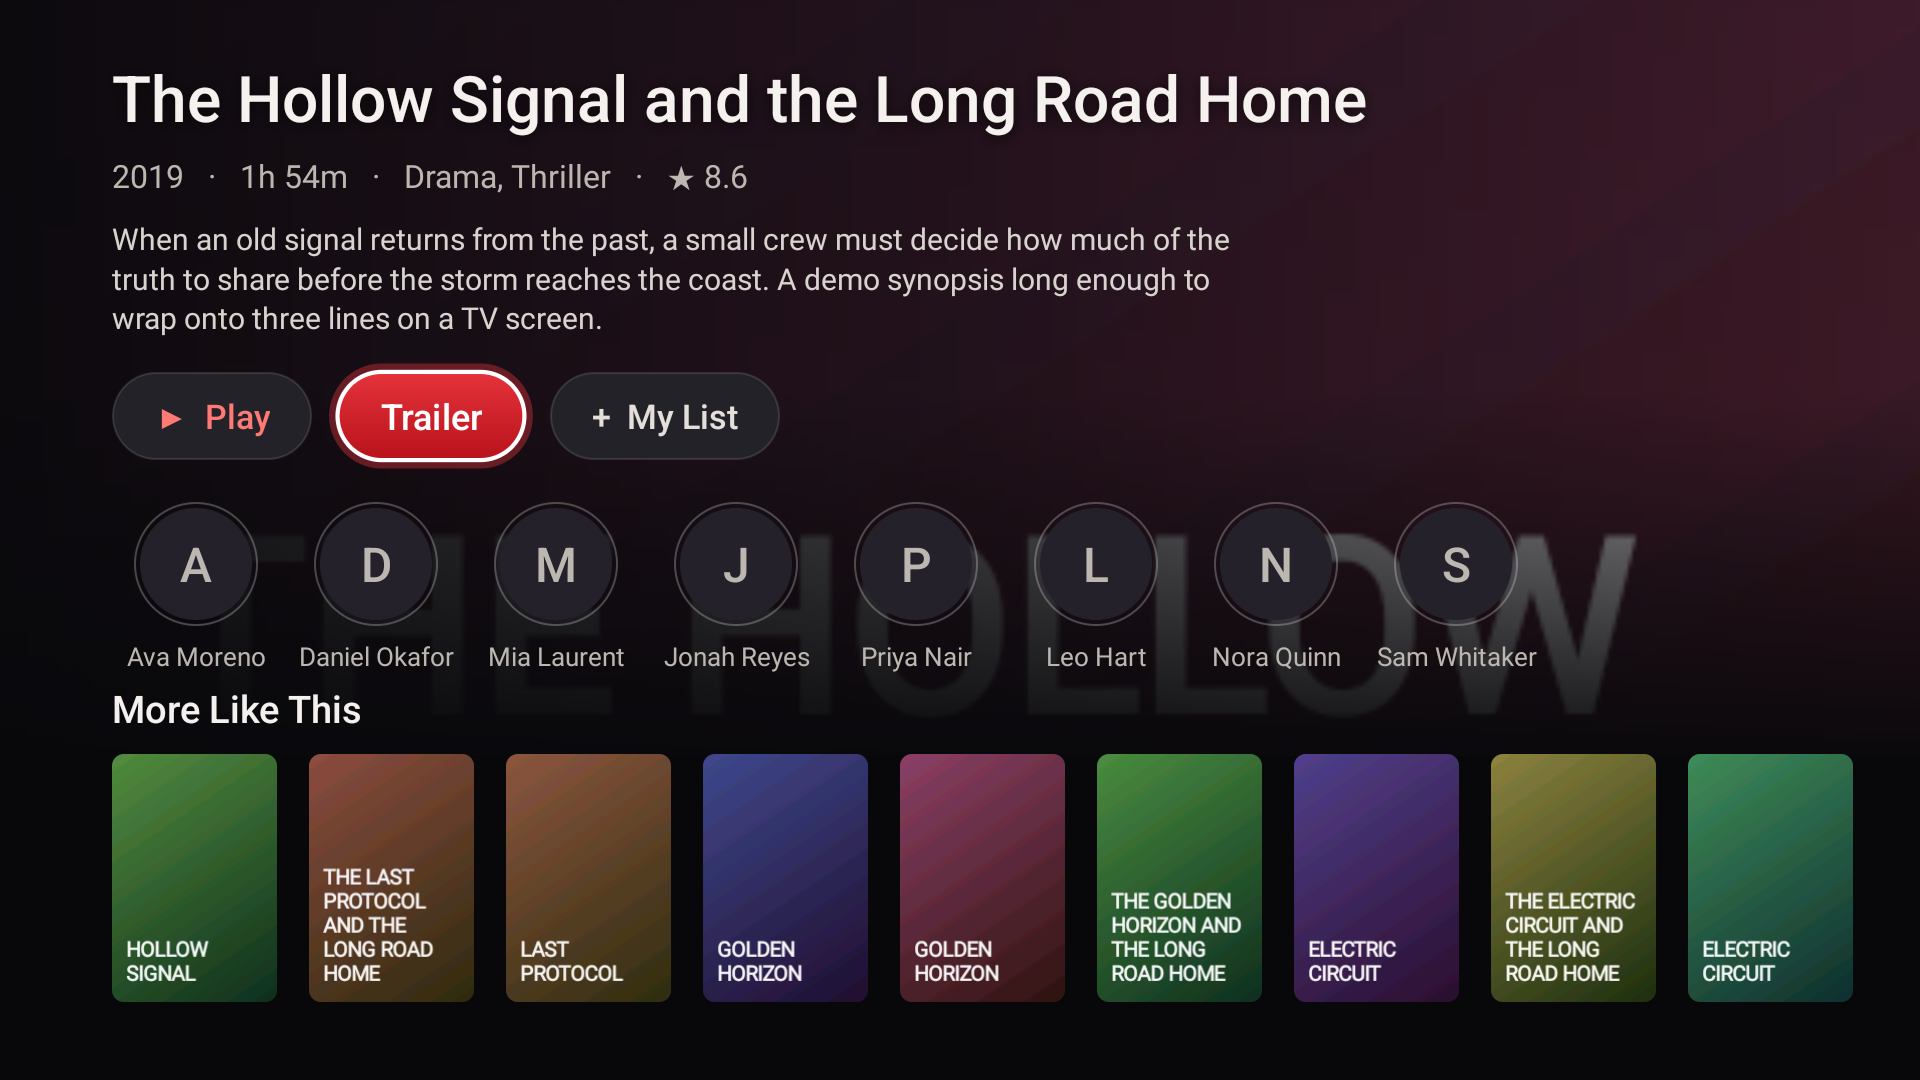 The Hollow Signal and the Long Road Home
2019 · 1h 54m · Drama, Thriller · ★ 8.6
When an old signal returns from the past, a small crew must decide how much of the
truth to share before the storm reaches the coast. A demo synopsis long enough to
wrap onto three lines on a TV screen.
▶ Play
Trailer
+ My List
THE HOLLOW
A
D
M
J
P
L
N
S
Ava Moreno
Daniel Okafor
Mia Laurent
Jonah Reyes
Priya Nair
Leo Hart
Nora Quinn
Sam Whitaker
More Like This
HOLLOW
SIGNAL
THE LAST
PROTOCOL
AND THE
LONG ROAD
HOME
LAST
PROTOCOL
GOLDEN
HORIZON
GOLDEN
HORIZON
THE GOLDEN
HORIZON AND
THE LONG
ROAD HOME
ELECTRIC
CIRCUIT
THE ELECTRIC
CIRCUIT AND
THE LONG
ROAD HOME
ELECTRIC
CIRCUIT